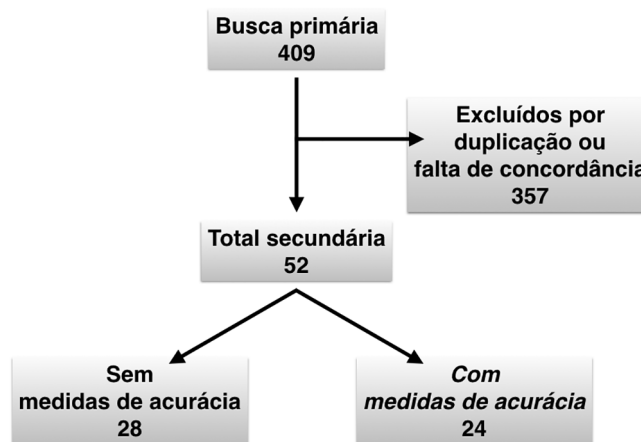 Busca primária
409
Excluídos por
duplicação ou
falta de concordância
357
Total secundária
52
Sem
medidas de acurácia
28
Com
medidas de acurácia
24